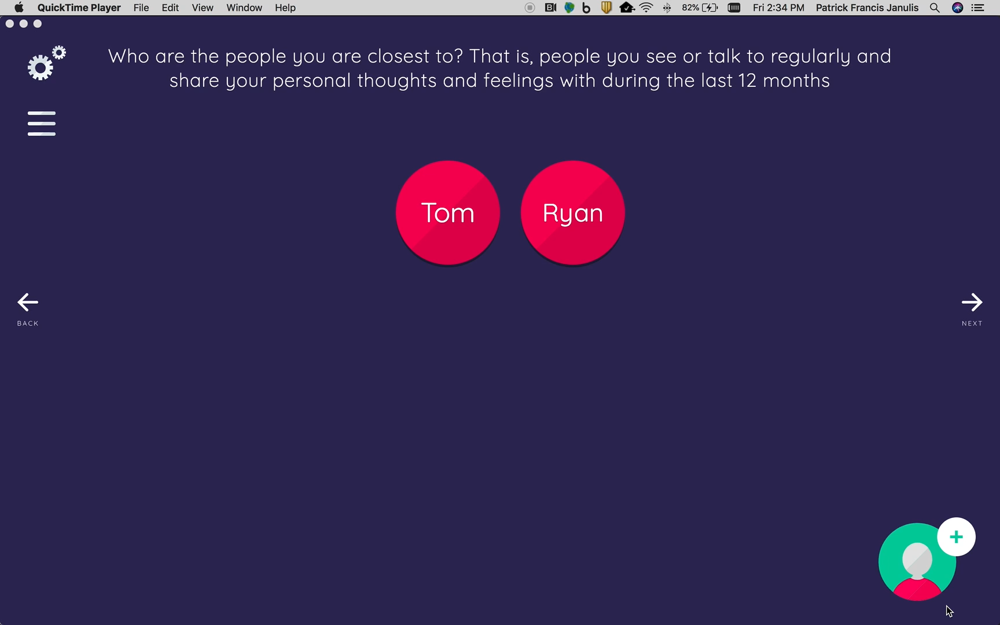 QuickTime Player File Edit View Window Help 82% Fri 2:34 PM Patrick Francis Janulis
Who are the people you are closest to? That is, people you see or talk to regularly and
share your personal thoughts and feelings with during the last 12 months
Tom Ryan
BACK NEXT